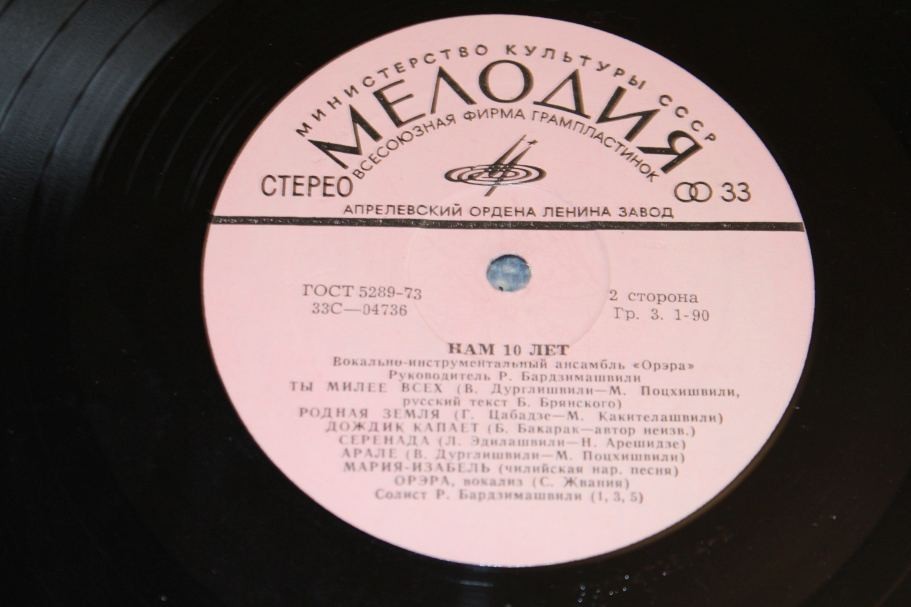 МИНИСТЕРСТВО КУЛЬТУРЫ СССР
МЕЛОДИЯ
ВСЕСОЮЗНАЯ ФИРМА ГРАМПЛАСТИНОК
СТЕРЕО 33
АПРЕЛЕВСКИЙ ОРДЕНА ЛЕНИНА ЗАВОД
ГОСТ 5289-73 2 сторона
33С—04736 Гр. 3. 1-90
НАМ 10 ЛЕТ
Вокально-инструментальный ансамбль «Орэра»
Руководитель Р. Бардзимашвили
ТЫ МИЛЕЕ ВСЕХ (В. Дурглишвили—М. Поцхишвили,
русский текст Б. Брянского)
РОДНАЯ ЗЕМЛЯ (Г. Цабадзе—М. Какителашвили)
ДОЖДИК КАПАЕТ (Б. Бакарак—автор неизв.)
СЕРЕНАДА (Л. Эдилашвили—Н. Арешидзе)
АРАЛЕ (В. Дурглишвили—М. Поцхишвили)
МАРИЯ-ИЗАБЕЛЬ (чилийская нар. песня)
ОРЭРА, вокализ (С. Жвания)
Солист Р. Бардзимашвили (1, 3, 5)